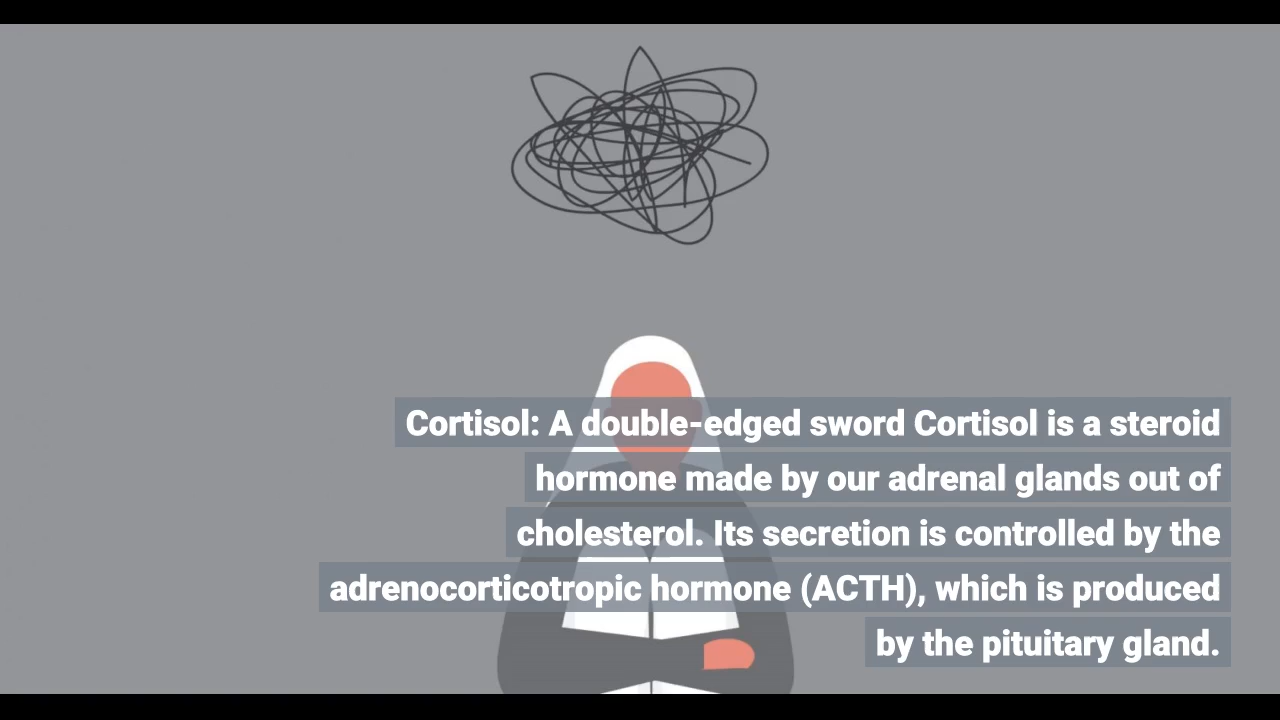 Cortisol: A double-edged sword Cortisol is a steroid
hormone made by our adrenal glands out of
cholesterol. Its secretion is controlled by the
adrenocorticotropic hormone (ACTH), which is produced
by the pituitary gland.